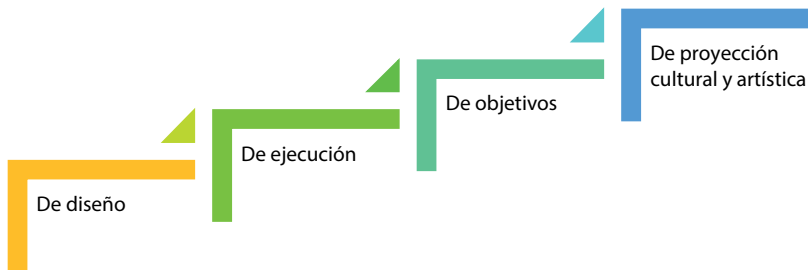 De diseño
De ejecución
De objetivos
De proyección
cultural y artística